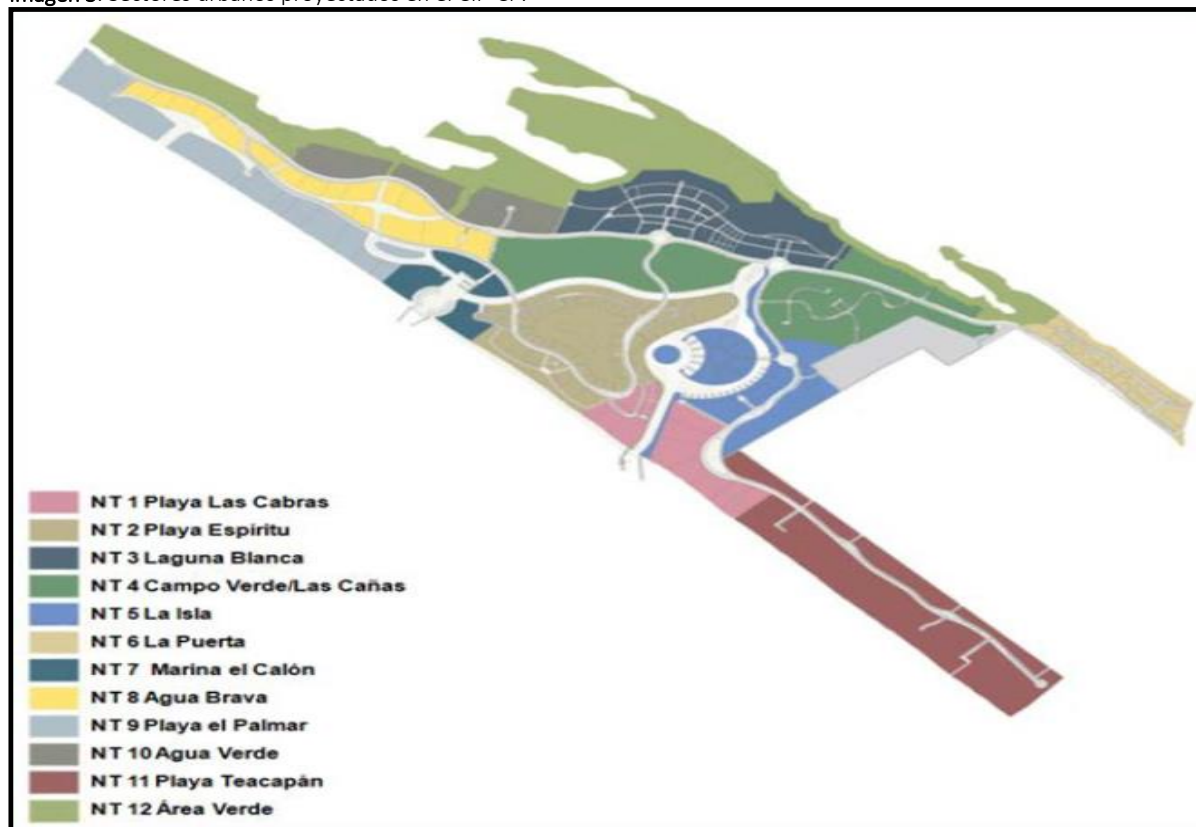 NT 1 Playa Las Cabras
NT 2 Playa Espíritu
NT 3 Laguna Blanca
NT 4 Campo Verde/Las Cañas
NT 5 La Isla
NT 6 La Puerta
NT 7 Marina el Calón
NT 8 Agua Brava
NT 9 Playa el Palmar
NT 10 Agua Verde
NT 11 Playa Teacapán
NT 12 Área Verde